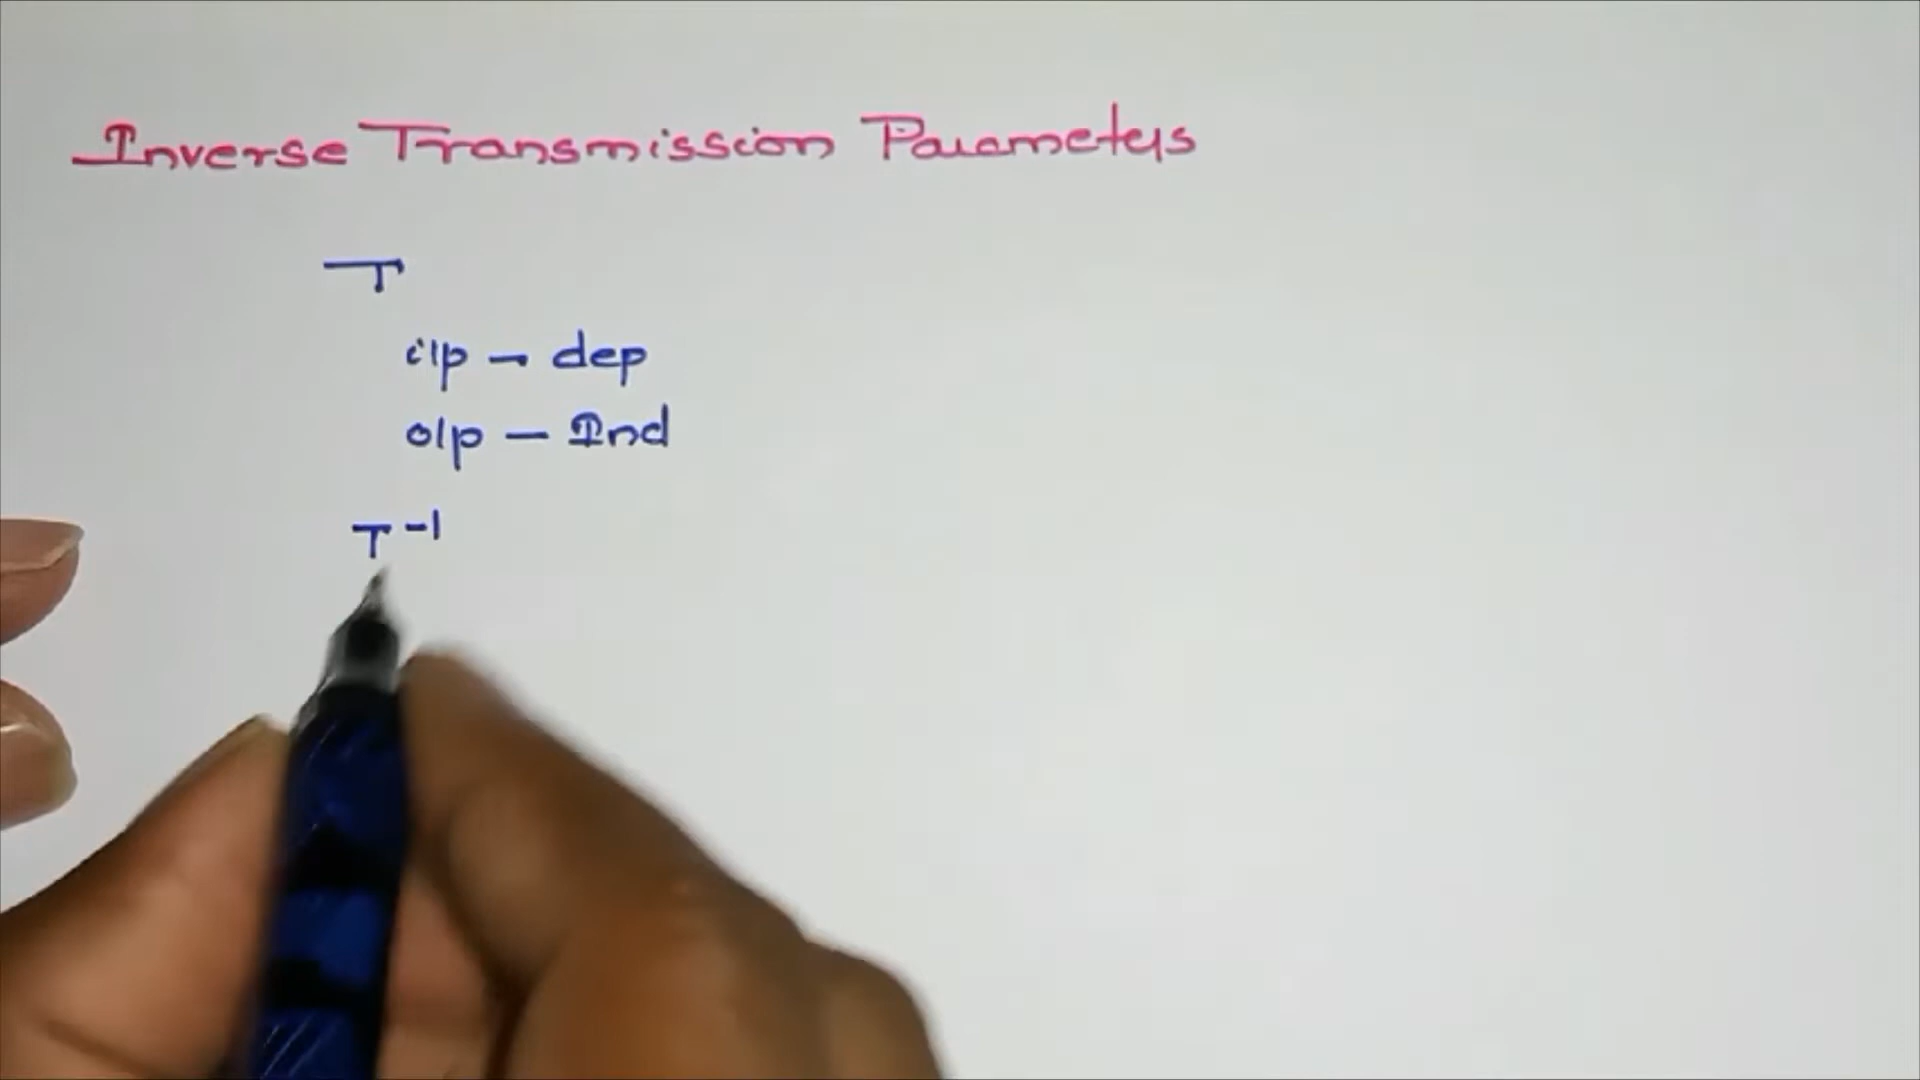 Inverse Transmission Parameters
T
i/p - dep
o/p - Ind
T⁻¹